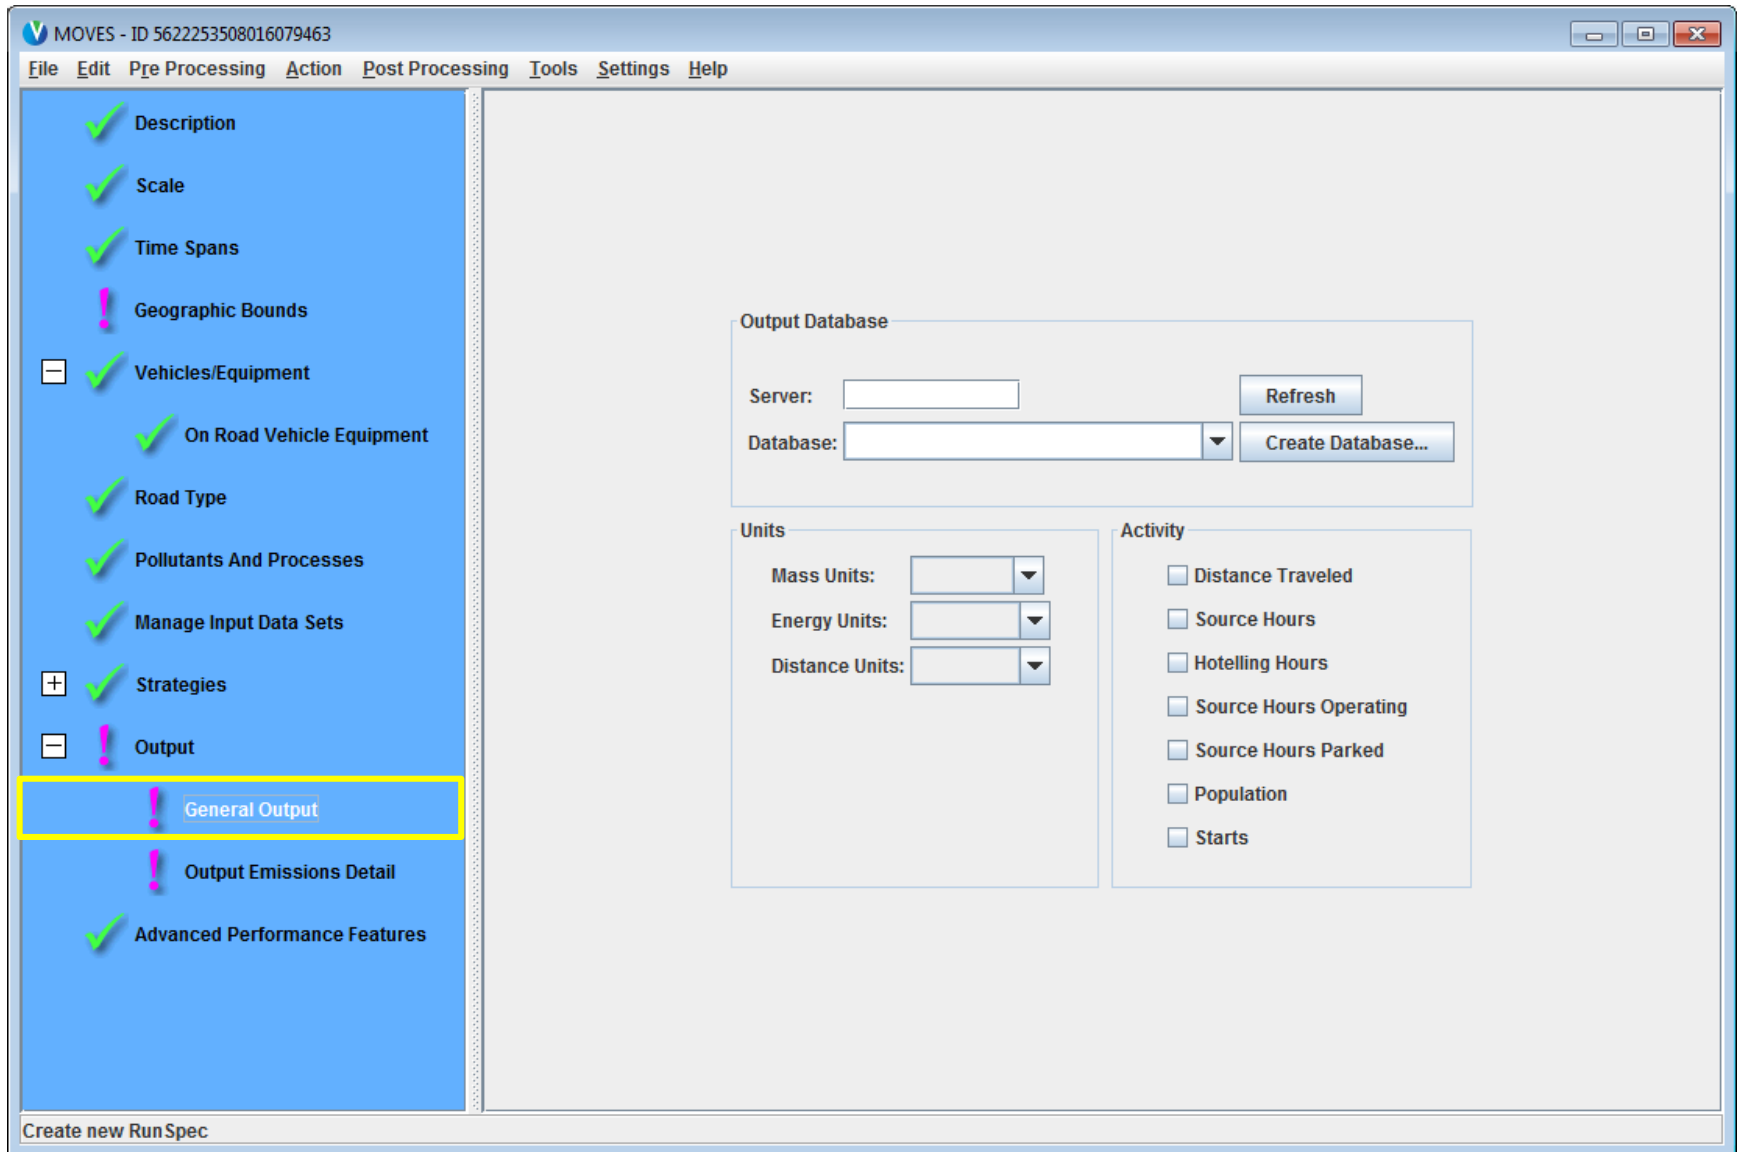 MOVES - ID 5622253508016079463
File Edit Pre Processing Action Post Processing Tools Settings Help
Description
Scale
Time Spans
Geographic Bounds
Vehicles/Equipment
On Road Vehicle Equipment
Road Type
Pollutants And Processes
Manage Input Data Sets
Strategies
Output
General Output
Output Emissions Detail
Advanced Performance Features
Output Database
Server:
Refresh
Database:
Create Database...
Units
Mass Units:
Energy Units:
Distance Units:
Activity
Distance Traveled
Source Hours
Hotelling Hours
Source Hours Operating
Source Hours Parked
Population
Starts
Create new RunSpec